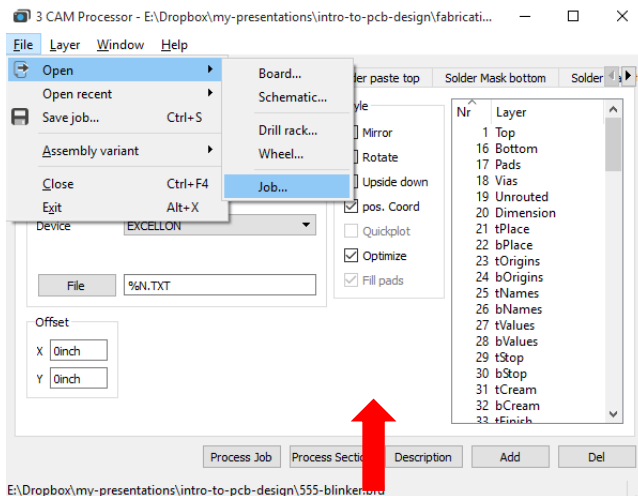 3 CAM Processor - E:\Dropbox\my-presentations\intro-to-pcb-design\fabricati...
File Layer Window Help
Open
Open recent
Save job... Ctrl+S
Assembly variant
Close Ctrl+F4
Exit Alt+X
Board...
Schematic...
Drill rack...
Wheel...
Job...
der paste top Solder Mask bottom Solder
yle
Mirror
Rotate
Upside down
pos. Coord
Quickplot
Optimize
Fill pads
Nr Layer
1 Top
16 Bottom
17 Pads
18 Vias
19 Unrouted
20 Dimension
21 tPlace
22 bPlace
23 tOrigins
24 bOrigins
25 tNames
26 bNames
27 tValues
28 bValues
29 tStop
30 bStop
31 tCream
32 bCream
33 tFinish
Device EXCELLON
File %N.TXT
Offset
X 0inch
Y 0inch
Process Job Process Sectio Description Add Del
E:\Dropbox\my-presentations\intro-to-pcb-design\555-blinker.brd